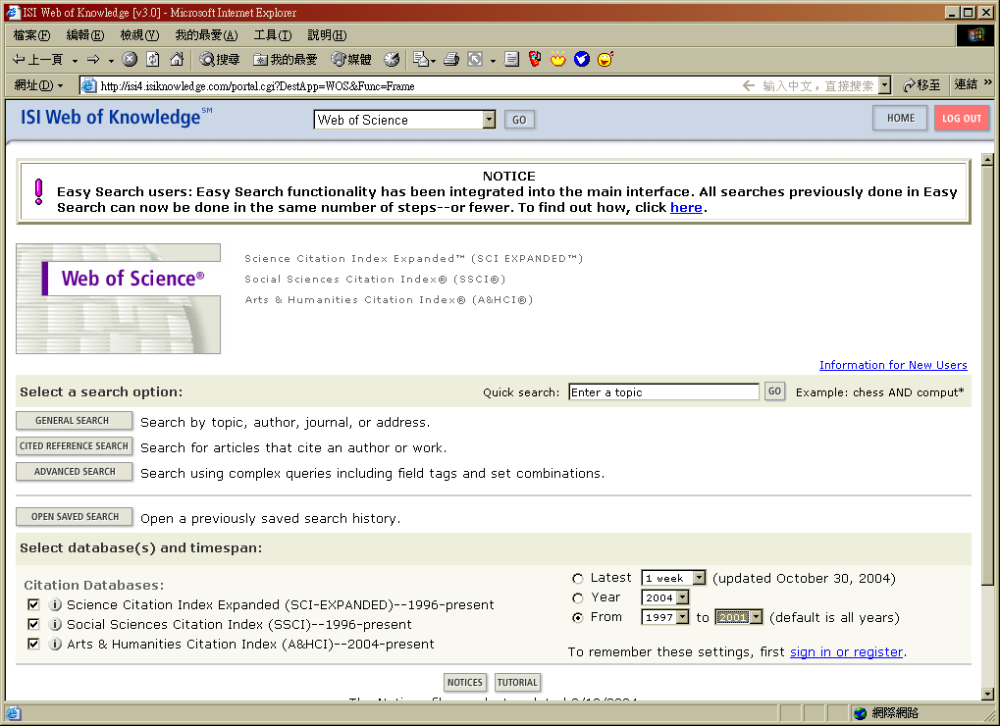 ISI Web of Knowledge [v3.0] - Microsoft Internet Explorer
檔案(F) 編輯(E) 檢視(V) 我的最愛(A) 工具(T) 說明(H)
上一頁 搜尋 我的最愛 媒體
網址(D) http://isi4.isiknowledge.com/portal.cgi?DestApp=WOS&Func=Frame 输入中文，直接搜索 移至 連結 »
ISI Web of Knowledge℠ Web of Science GO HOME LOG OUT
NOTICE
Easy Search users: Easy Search functionality has been integrated into the main interface. All searches previously done in Easy
Search can now be done in the same number of steps--or fewer. To find out how, click here.
Web of Science®
Science Citation Index Expanded™ (SCI EXPANDED™)
Social Sciences Citation Index® (SSCI®)
Arts & Humanities Citation Index® (A&HCI®)
Information for New Users
Select a search option: Quick search: Enter a topic GO Example: chess AND comput*
GENERAL SEARCH Search by topic, author, journal, or address.
CITED REFERENCE SEARCH Search for articles that cite an author or work.
ADVANCED SEARCH Search using complex queries including field tags and set combinations.
OPEN SAVED SEARCH Open a previously saved search history.
Select database(s) and timespan:
Citation Databases:
Science Citation Index Expanded (SCI-EXPANDED)--1996-present
Social Sciences Citation Index (SSCI)--1996-present
Arts & Humanities Citation Index (A&HCI)--2004-present
Latest 1 week (updated October 30, 2004)
Year 2004
From 1997 to 2001 (default is all years)
To remember these settings, first sign in or register.
NOTICES TUTORIAL
網際網路